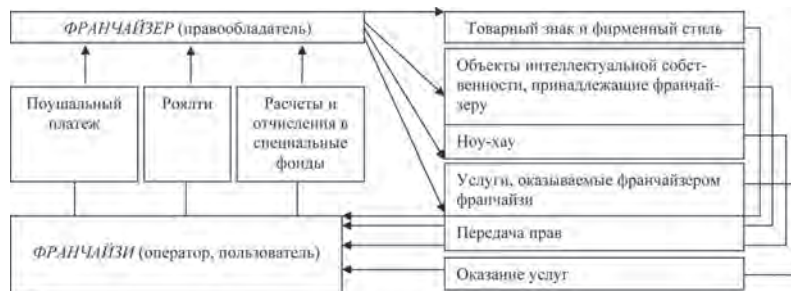 ФРАНЧАЙЗЕР (правообладатель)
Товарный знак и фирменный стиль
Объекты интеллектуальной собст-
венности, принадлежащие франчай-
зеру
Поушальный
платеж
Роялти
Расчеты и
отчисления в
специальные
фонды
Ноу-хау
Услуги, оказываемые франчайзером
франчайзи
ФРАНЧАЙЗИ (оператор, пользователь)
Передача прав
Оказание услуг